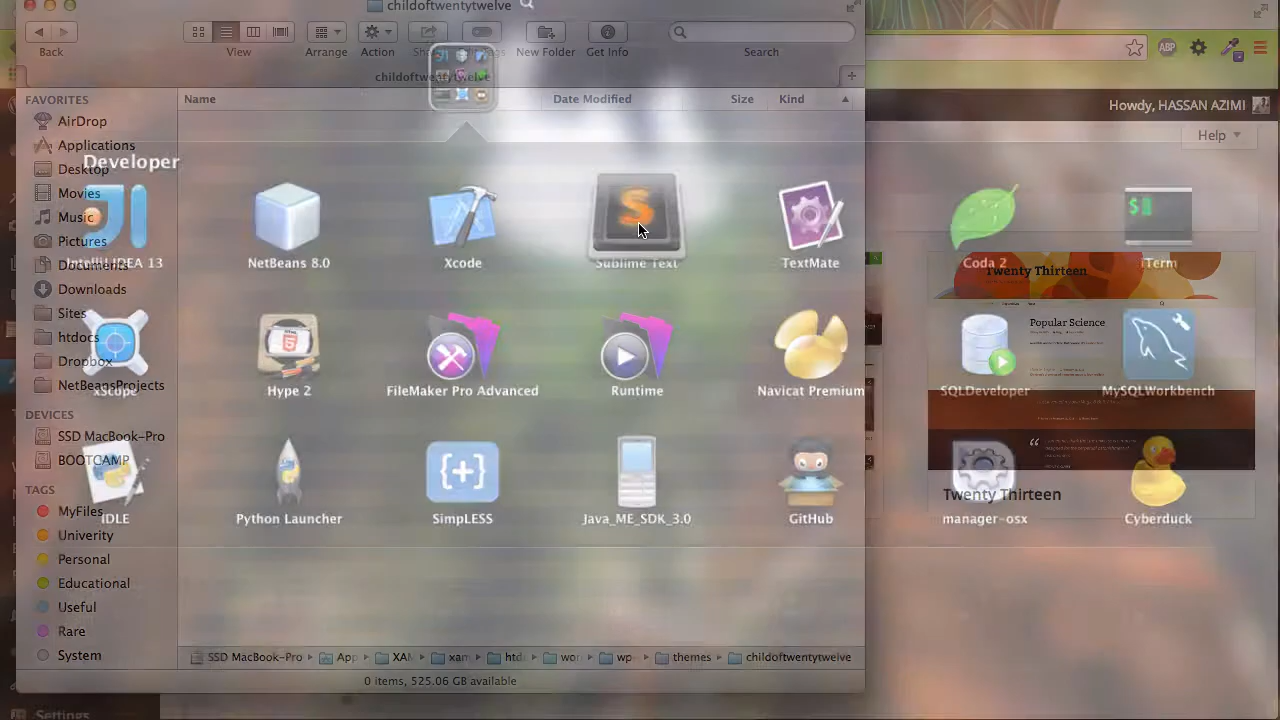 childoftwentytwelve
Back
View
Arrange
Action
New Folder
Get Info
Search
childoftwentytwelve
Howdy, HASSAN AZIMI
Help
FAVORITES
AirDrop
Applications
Desktop
Movies
Music
Pictures
Documents
Downloads
Sites
htdocs
Dropbox
NetBeansProjects
DEVICES
SSD MacBook-Pro
BOOTCAMP
TAGS
MyFiles
Univerity
Personal
Educational
Useful
Rare
System
Name
Date Modified
Size
Kind
Developer
IntelliJ IDEA 13
NetBeans 8.0
Xcode
Sublime Text
TextMate
Coda 2
iTerm
xScope
Hype 2
FileMaker Pro Advanced
Runtime
Navicat Premium
SQLDeveloper
MySQLWorkbench
IDLE
Python Launcher
SimpLESS
Java_ME_SDK_3.0
GitHub
manager-osx
Cyberduck
Twenty Thirteen
Popular Science
Twenty Thirteen
SSD MacBook-Pro
App
XAM
xam
htd
wor
wp-
themes
childoftwentytwelve
0 items, 525.06 GB available
Settings
ABP